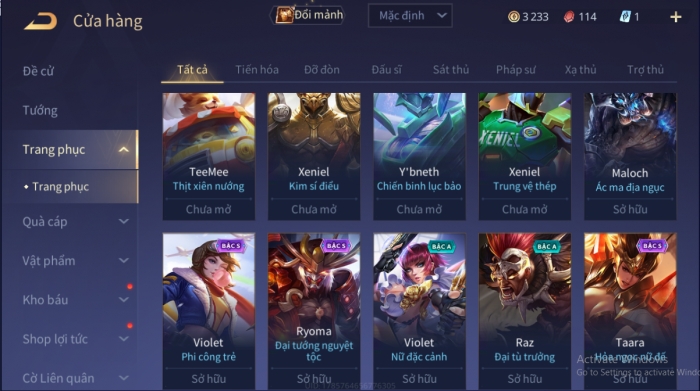 Cửa hàng
Đổi mảnh
Mặc định
3 233
114
1
Đề cử
Tướng
Trang phục
Trang phục
Quà cáp
Vật phẩm
Kho báu
Shop lợi tức
Cờ Liên quân
Tất cả Tiến hóa Đỡ đòn Đấu sĩ Sát thủ Pháp sư Xạ thủ Trợ thủ
TeeMee
Thịt xiên nướng
Chưa mở
XENIEL
Xeniel
Kim sí điểu
Chưa mở
Y'bneth
Chiến binh lục bảo
Chưa mở
Xeniel
Trung vệ thép
Chưa mở
Maloch
Ác ma địa ngục
Sở hữu
BẬC S
Violet
Phi công trẻ
Sở hữu
BẬC S
Ryoma
Đại tướng nguyệt
tộc
Sở hữu
BẬC A
Violet
Nữ đặc cảnh
Sở hữu
BẬC A
Raz
Đại tù trưởng
Sở hữu
BẬC S
Taara
Hỏa ngọc nữ đế
Sở hữu
Activate Windows
Go to Settings to activate Wind